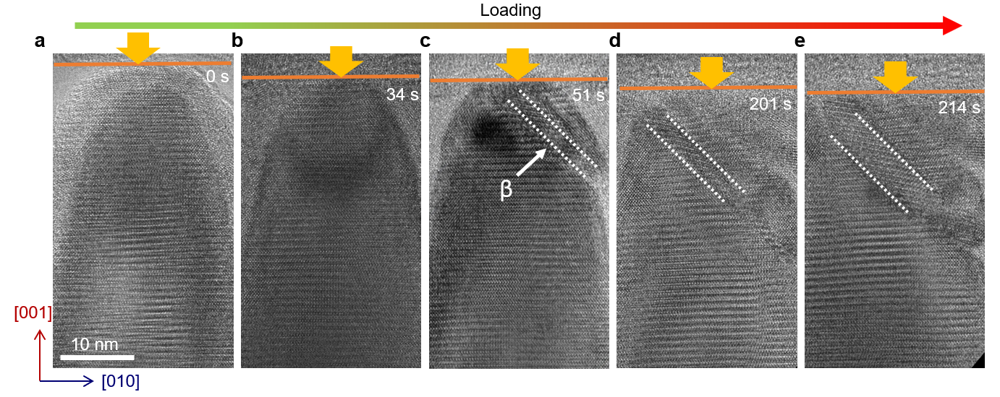 Loading
a
b
c
d
e
0 s
34 s
51 s
201 s
214 s
β
[001]
10 nm
[010]